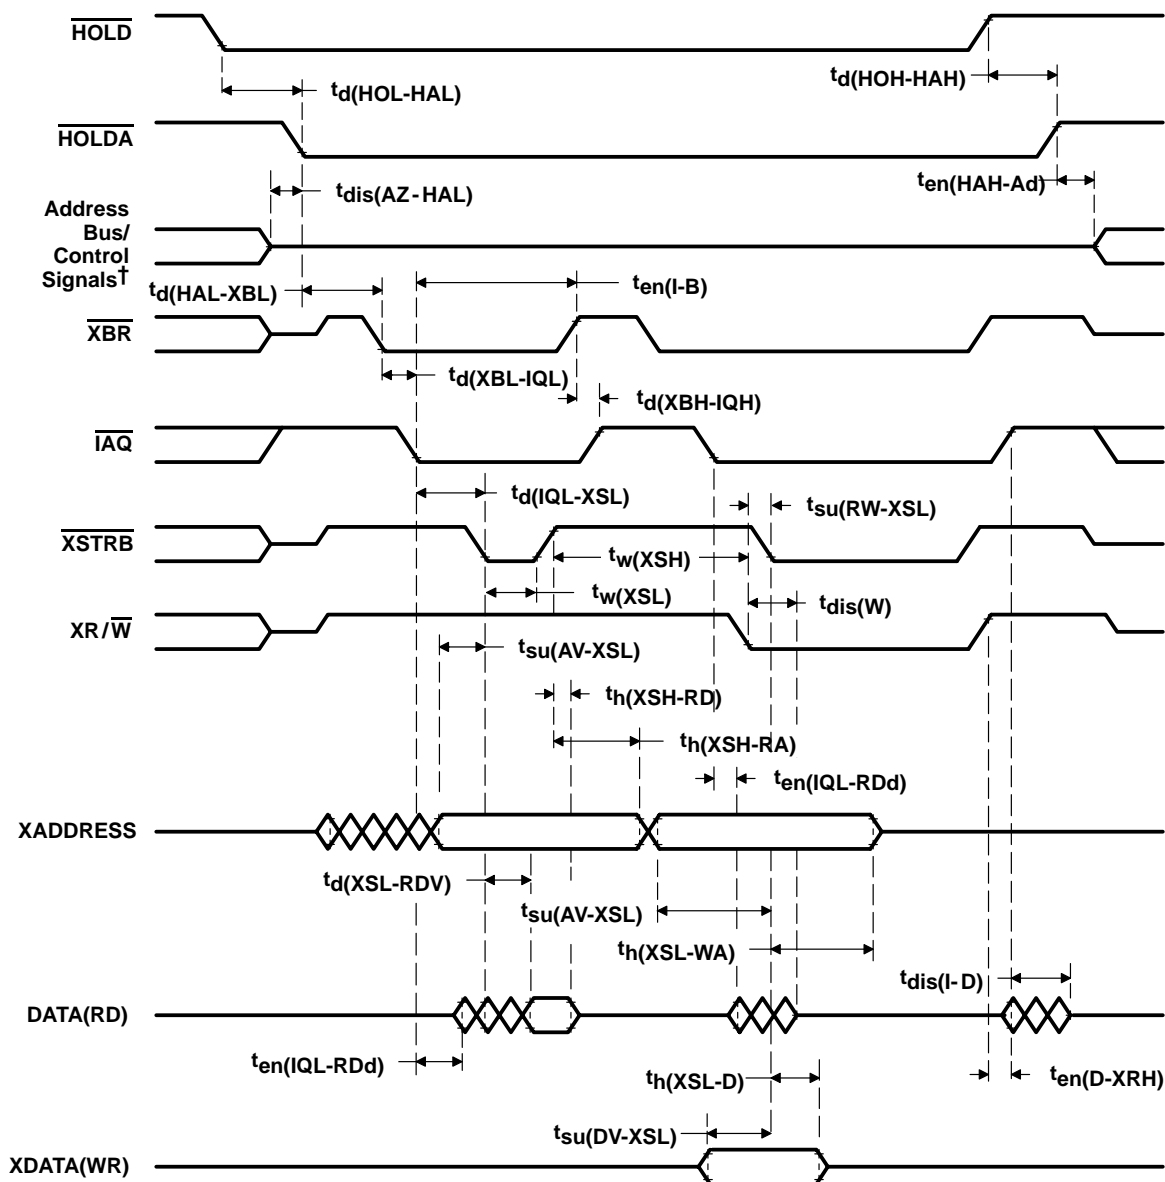 HOLD
td(HOL-HAL)
td(HOH-HAH)
HOLDA
tdis(AZ-HAL)
ten(HAH-Ad)
Address
Bus/
Control
Signals†
td(HAL-XBL)
ten(I-B)
XBR
td(XBL-IQL)
td(XBH-IQH)
IAQ
td(IQL-XSL)
tsu(RW-XSL)
XSTRB
tw(XSH)
tw(XSL)
tdis(W)
XR/W
tsu(AV-XSL)
th(XSH-RD)
th(XSH-RA)
ten(IQL-RDd)
XADDRESS
td(XSL-RDV)
tsu(AV-XSL)
th(XSL-WA)
tdis(I-D)
DATA(RD)
ten(IQL-RDd)
th(XSL-D)
ten(D-XRH)
tsu(DV-XSL)
XDATA(WR)